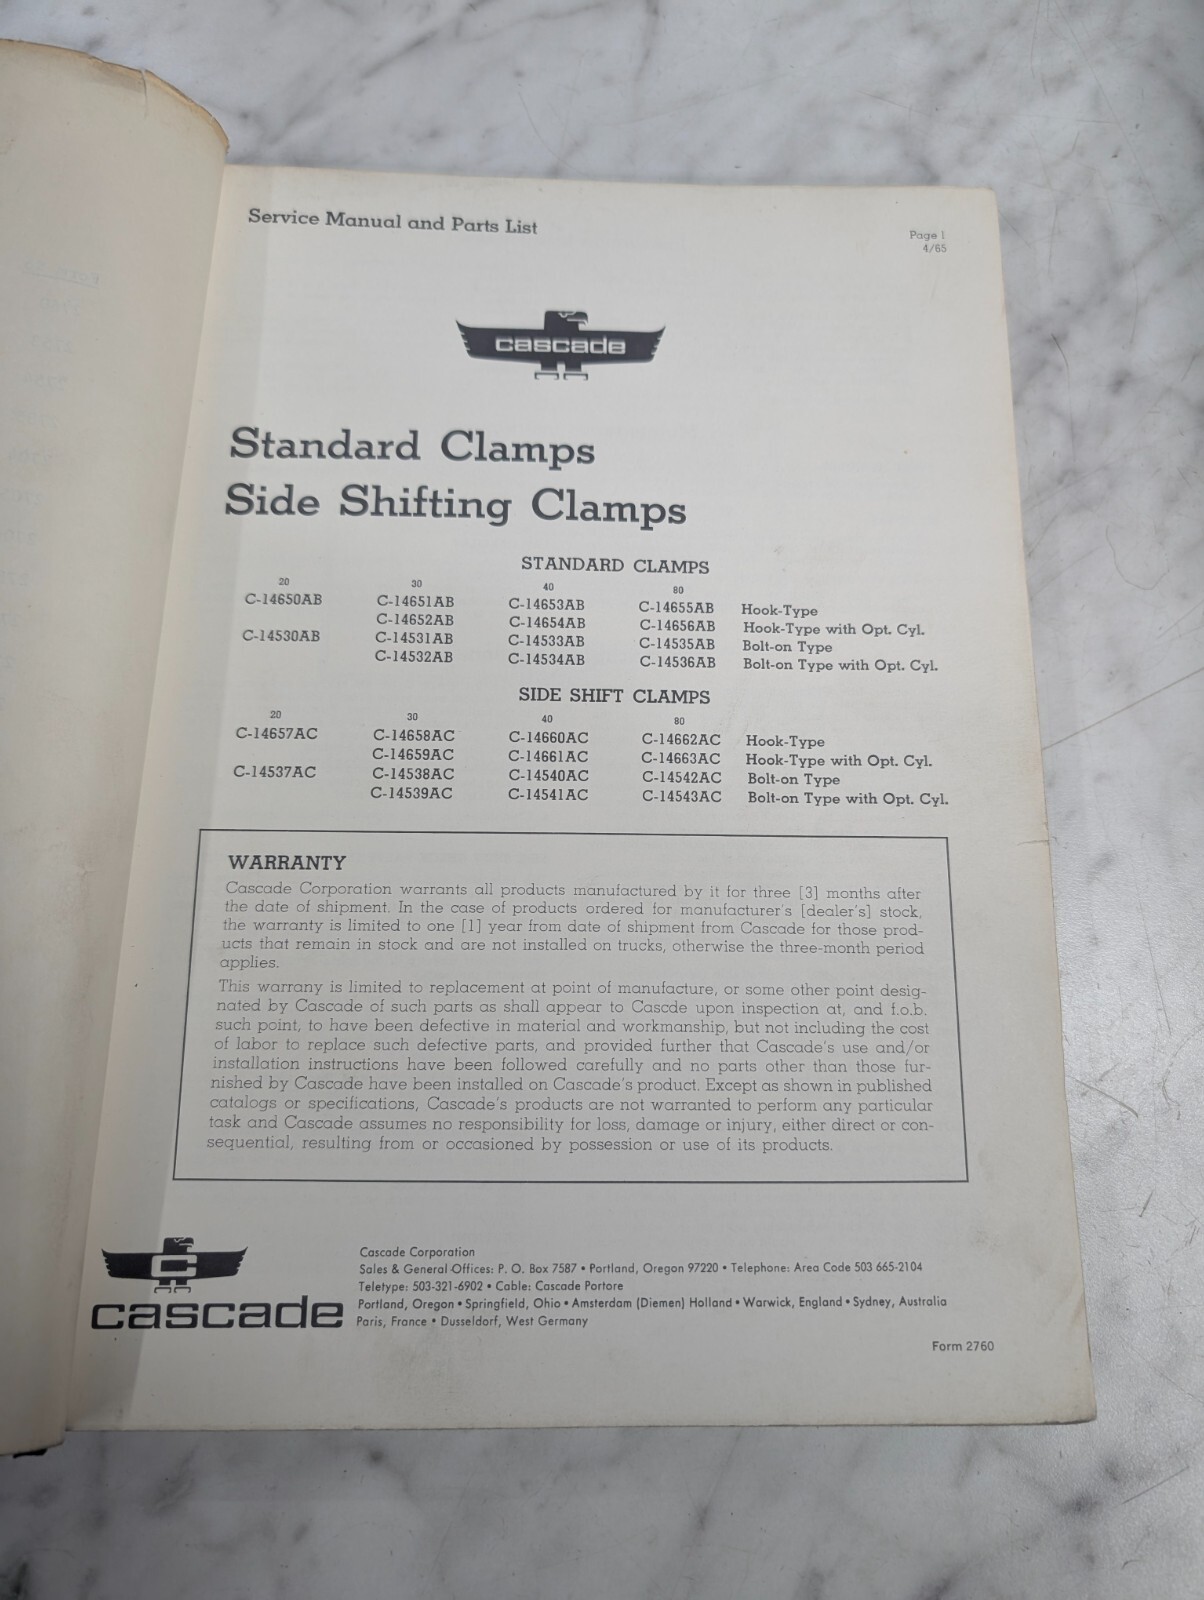 Service Manual and Parts List
Page 1
4/65
cascade
Standard Clamps
Side Shifting Clamps
STANDARD CLAMPS
20 30 40 80
C-14650AB C-14651AB C-14653AB C-14655AB Hook-Type
C-14652AB C-14654AB C-14656AB Hook-Type with Opt. Cyl.
C-14530AB C-14531AB C-14533AB C-14535AB Bolt-on Type
C-14532AB C-14534AB C-14536AB Bolt-on Type with Opt. Cyl.
SIDE SHIFT CLAMPS
20 30 40 80
C-14657AC C-14658AC C-14660AC C-14662AC Hook-Type
C-14659AC C-14661AC C-14663AC Hook-Type with Opt. Cyl.
C-14537AC C-14538AC C-14540AC C-14542AC Bolt-on Type
C-14539AC C-14541AC C-14543AC Bolt-on Type with Opt. Cyl.
WARRANTY
Cascade Corporation warrants all products manufactured by it for three [3] months after
the date of shipment. In the case of products ordered for manufacturer's [dealer's] stock,
the warranty is limited to one [1] year from date of shipment from Cascade for those prod-
ucts that remain in stock and are not installed on trucks, otherwise the three-month period
applies.
This warrany is limited to replacement at point of manufacture, or some other point desig-
nated by Cascade of such parts as shall appear to Cascde upon inspection at, and f.o.b.
such point, to have been defective in material and workmanship, but not including the cost
of labor to replace such defective parts, and provided further that Cascade's use and/or
installation instructions have been followed carefully and no parts other than those fur-
nished by Cascade have been installed on Cascade's product. Except as shown in published
catalogs or specifications, Cascade's products are not warranted to perform any particular
task and Cascade assumes no responsibility for loss, damage or injury, either direct or con-
sequential, resulting from or occasioned by possession or use of its products.
C
cascade
Cascade Corporation
Sales & General Offices: P. O. Box 7587 • Portland, Oregon 97220 • Telephone: Area Code 503 665-2104
Teletype: 503-321-6902 • Cable: Cascade Portore
Portland, Oregon • Springfield, Ohio • Amsterdam (Diemen) Holland • Warwick, England • Sydney, Australia
Paris, France • Dusseldorf, West Germany
Form 2760